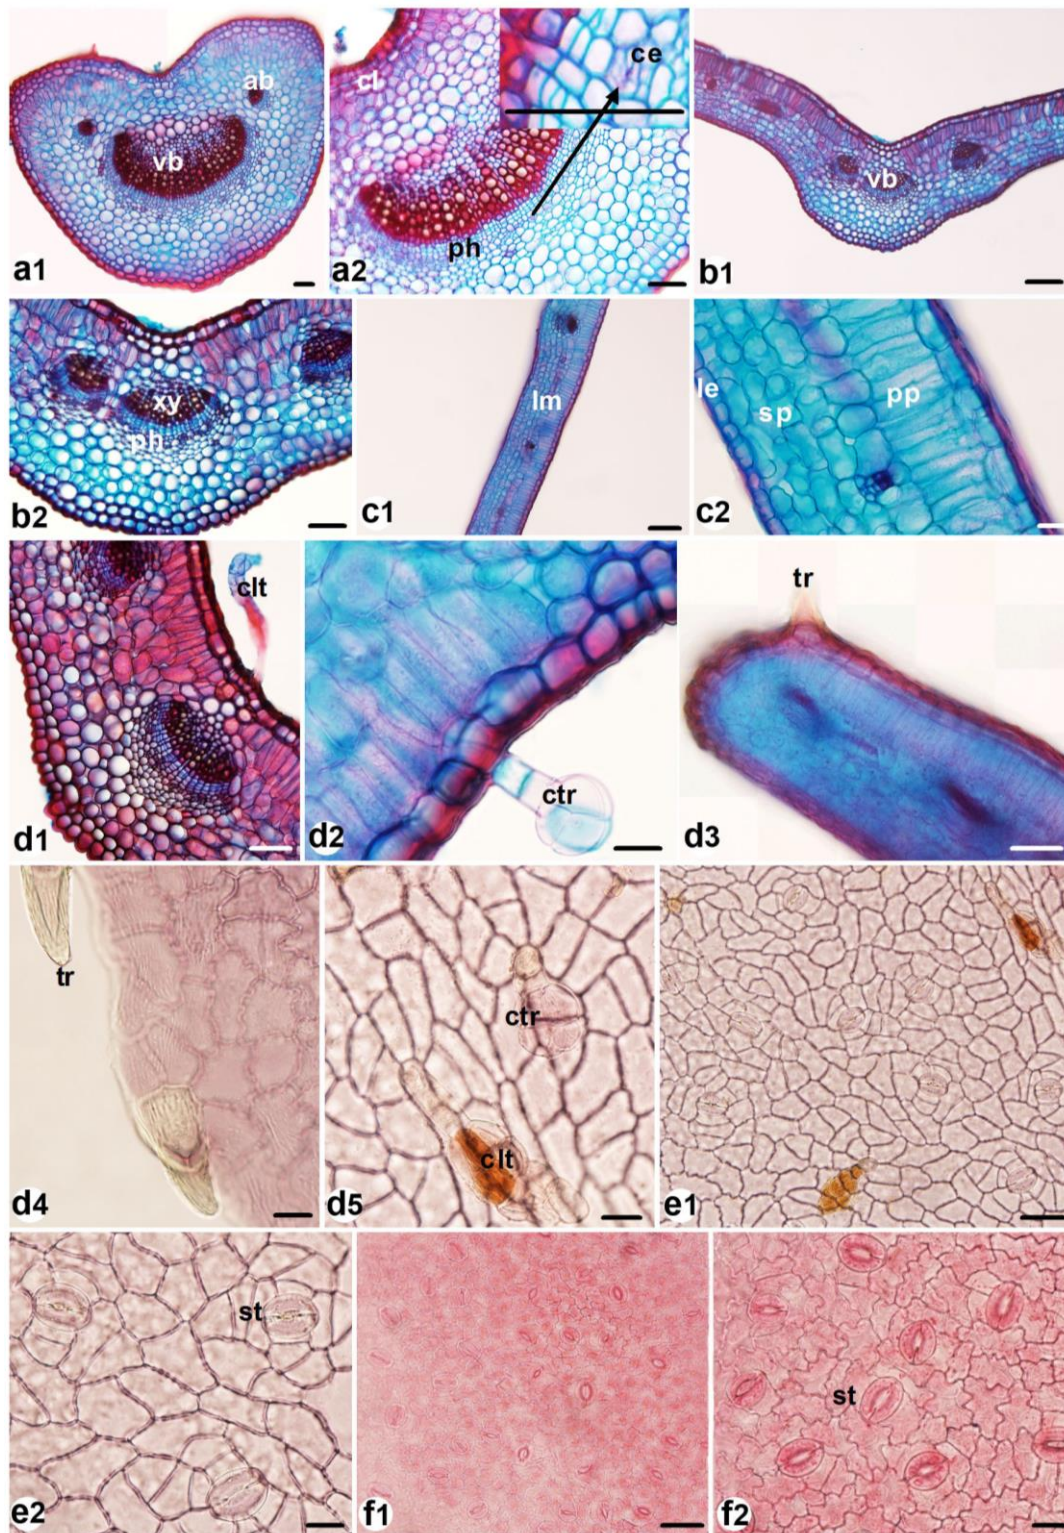 ab
vb
a1
cl
ce
ph
a2
vb
b1
xy
ph
b2
lm
c1
le
sp
pp
c2
clt
d1
ctr
d2
tr
d3
tr
d4
ctr
clt
d5
e1
st
e2
f1
st
f2